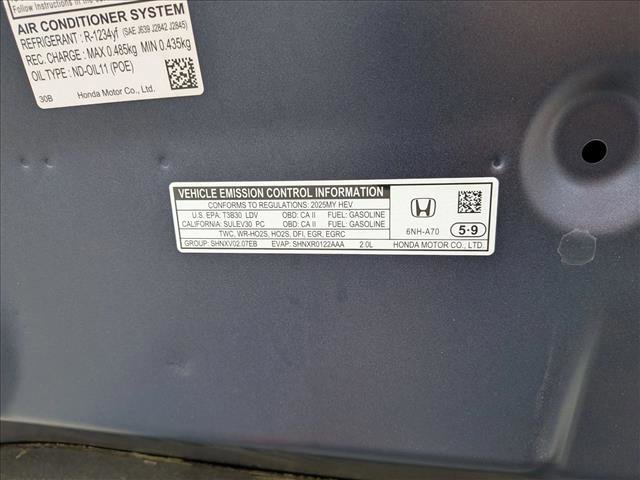 Follow Instructions in
AIR CONDITIONER SYSTEM
REFRIGERANT : R-1234yf (SAE J639 J2842 J2845)
REC. CHARGE : MAX 0.485kg MIN 0.435kg
OIL TYPE : ND-OIL11 (POE)
30B Honda Motor Co., Ltd.
VEHICLE EMISSION CONTROL INFORMATION
CONFORMS TO REGULATIONS: 2025MY HEV
U.S. EPA: T3B30 LDV OBD: CA II FUEL: GASOLINE
CALIFORNIA: SULEV30 PC OBD: CA II FUEL: GASOLINE
TWC, WR-HO2S, HO2S, DFI, EGR, EGRC
GROUP: SHNXV02.07EB EVAP: SHNXR0122AAA 2.0L
6NH-A70 5·9
HONDA MOTOR CO., LTD.